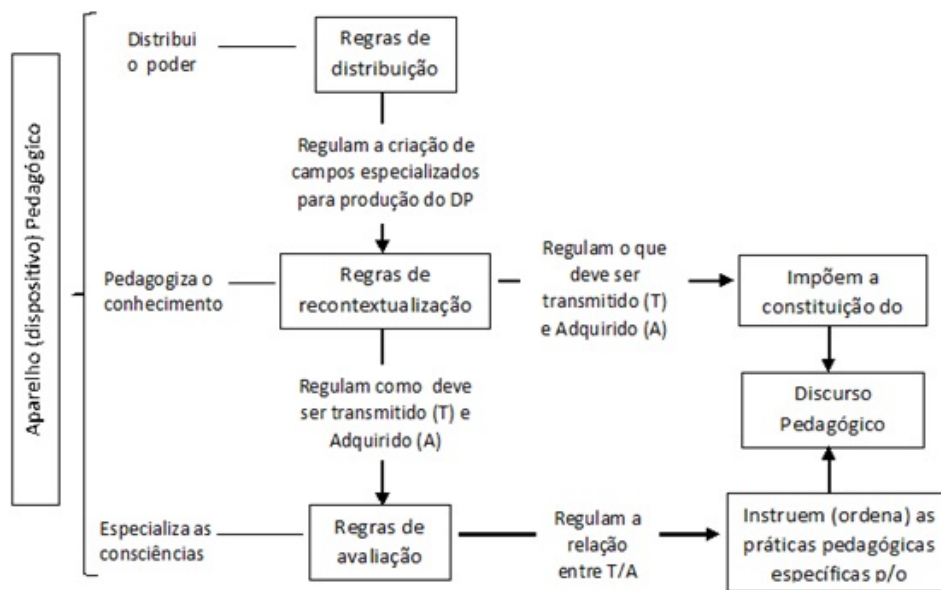 Aparelho (dispositivo) Pedagógico
Distribui
o poder
Regras de
distribuição
Regulam a criação de
campos especializados
para produção do DP
Pedagogiza o
conhecimento
Regras de
recontextualização
Regulam o que
deve ser
transmitido (T)
e Adquirido (A)
Impõem a
constituição do
Regulam como deve
ser transmitido (T) e
Adquirido (A)
Discurso
Pedagógico
Especializa as
consciências
Regras de
avaliação
Regulam a
relação
entre T/A
Instruem (ordena) as
práticas pedagógicas
específicas p/o